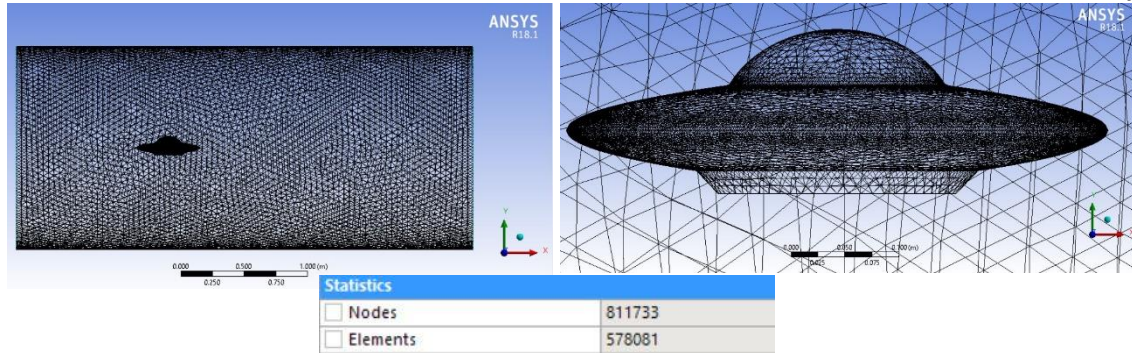 ANSYS
R18.1
Y
X
0.000 0.500 1.000 (m)
0.250 0.750
ANSYS
R18.1
Y
X
0.000 0.050 0.100 (m)
0.025 0.075
Statistics
Nodes 811733
Elements 578081